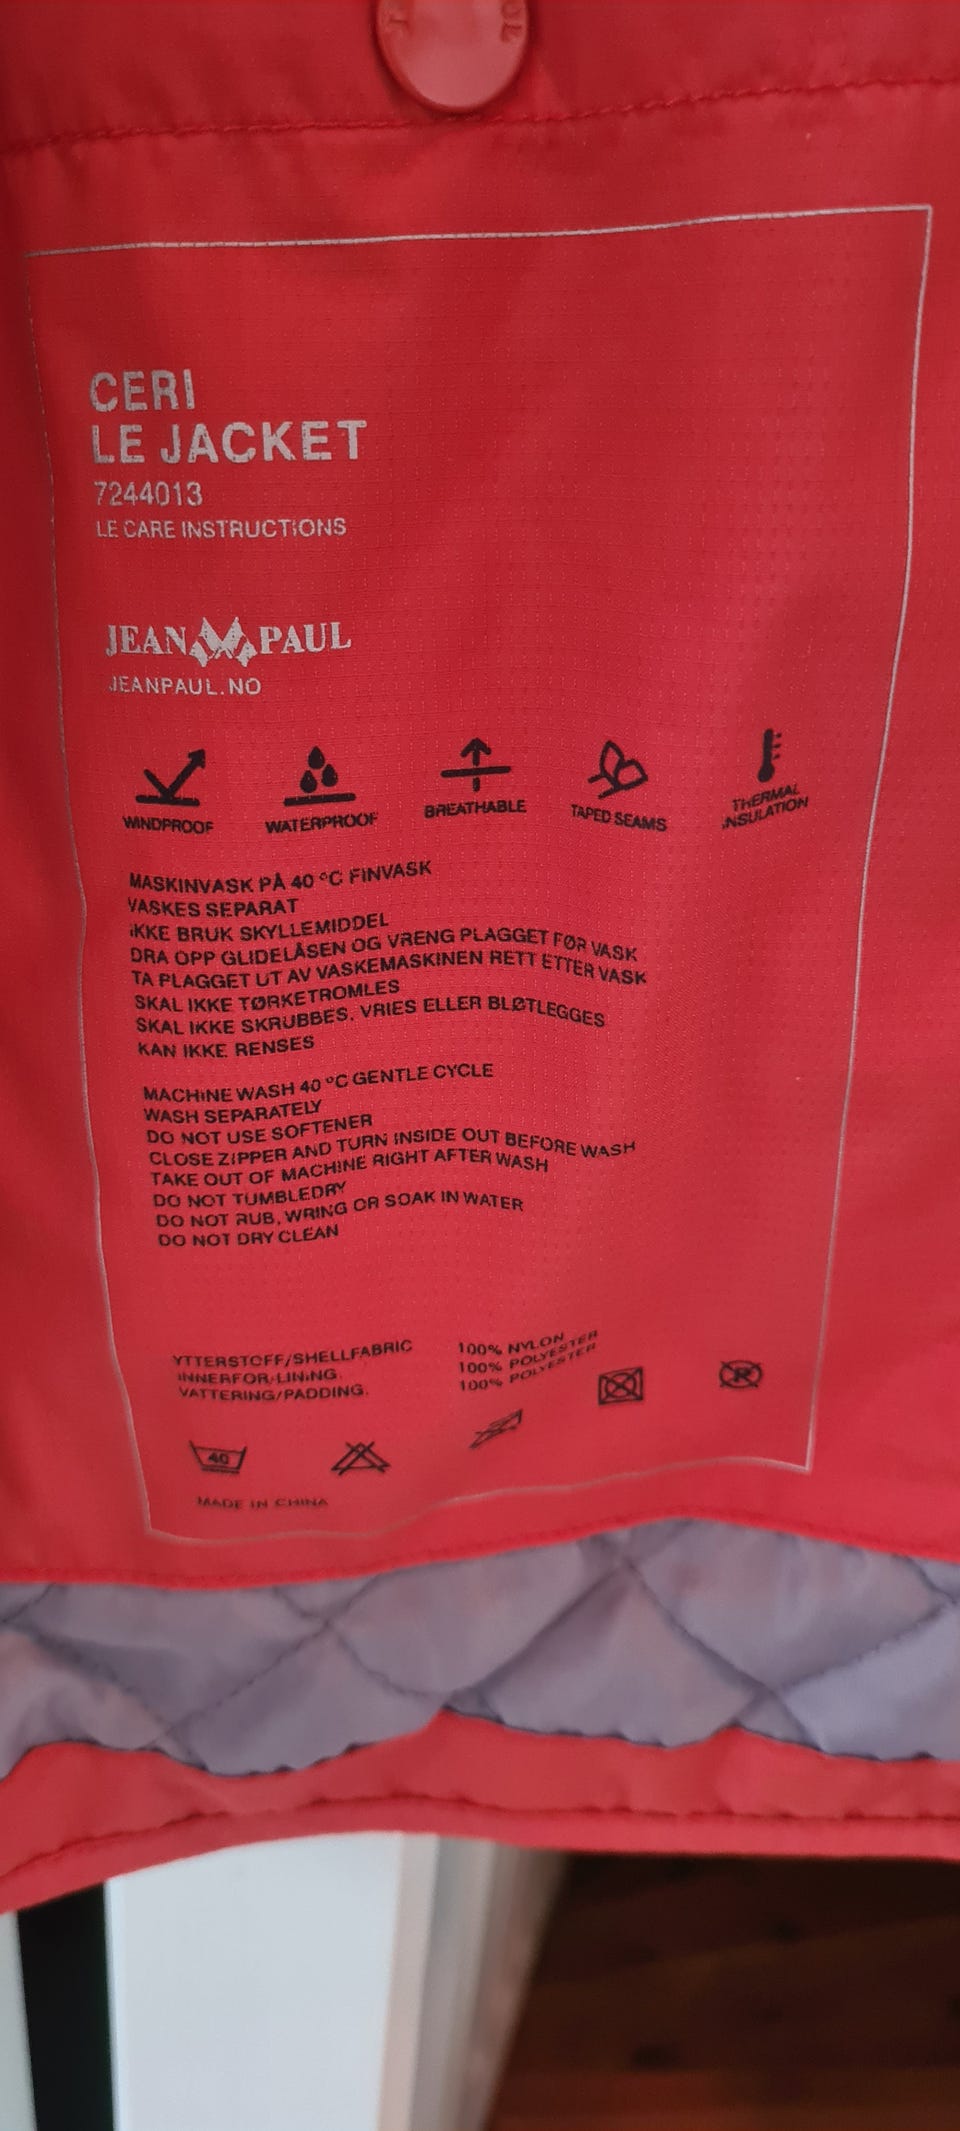 CERI
LE JACKET
7244013
LE CARE INSTRUCTIONS
JEAN PAUL
JEANPAUL.NO
WINDPROOF
WATERPROOF
BREATHABLE
TAPED SEAMS
THERMAL
INSULATION
MASKINVASK PÅ 40 °C FINVASK
VASKES SEPARAT
IKKE BRUK SKYLLEMIDDEL
DRA OPP GLIDELÅSEN OG VRENG PLAGGET FØR VASK
TA PLAGGET UT AV VASKEMASKINEN RETT ETTER VASK
SKAL IKKE TØRKETROMLES
SKAL IKKE SKRUBBES, VRIES ELLER BLØTLEGGES
KAN IKKE RENSES
MACHINE WASH 40 °C GENTLE CYCLE
WASH SEPARATELY
DO NOT USE SOFTENER
CLOSE ZIPPER AND TURN INSIDE OUT BEFORE WASH
TAKE OUT OF MACHINE RIGHT AFTER WASH
DO NOT TUMBLEDRY
DO NOT RUB, WRING OR SOAK IN WATER
DO NOT DRY CLEAN
YTTERSTOFF/SHELLFABRIC 100% NYLON
INNERFOR/LINING 100% POLYESTER
VATTERING/PADDING 100% POLYESTER
40
R
MADE IN CHINA